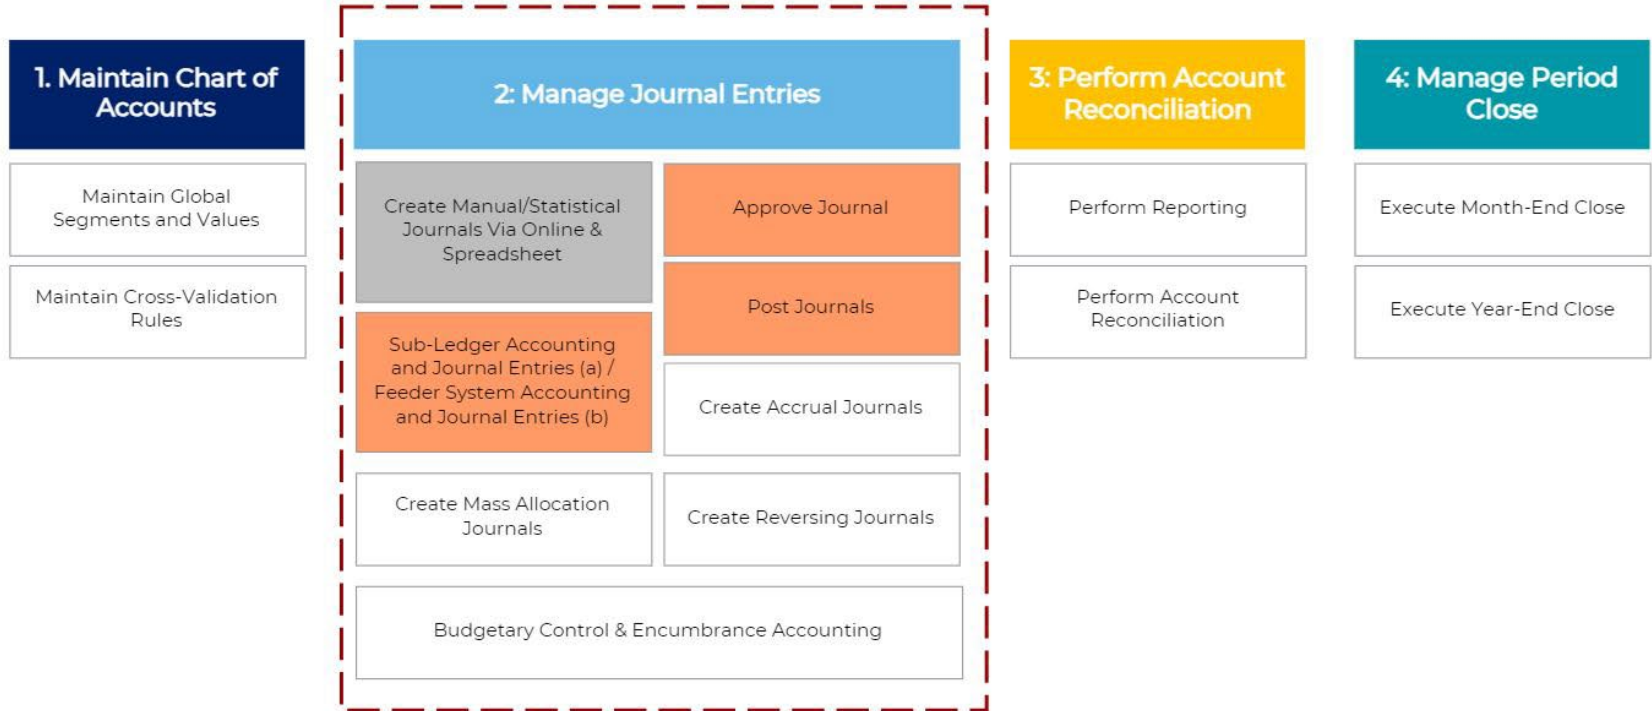 1. Maintain Chart of
Accounts
Maintain Global
Segments and Values
Maintain Cross-Validation
Rules
2: Manage Journal Entries
Create Manual/Statistical
Journals Via Online &
Spreadsheet
Sub-Ledger Accounting
and Journal Entries (a) /
Feeder System Accounting
and Journal Entries (b)
Create Mass Allocation
Journals
Approve Journal
Post Journals
Create Accrual Journals
Create Reversing Journals
Budgetary Control & Encumbrance Accounting
3: Perform Account
Reconciliation
Perform Reporting
Perform Account
Reconciliation
4: Manage Period
Close
Execute Month-End Close
Execute Year-End Close